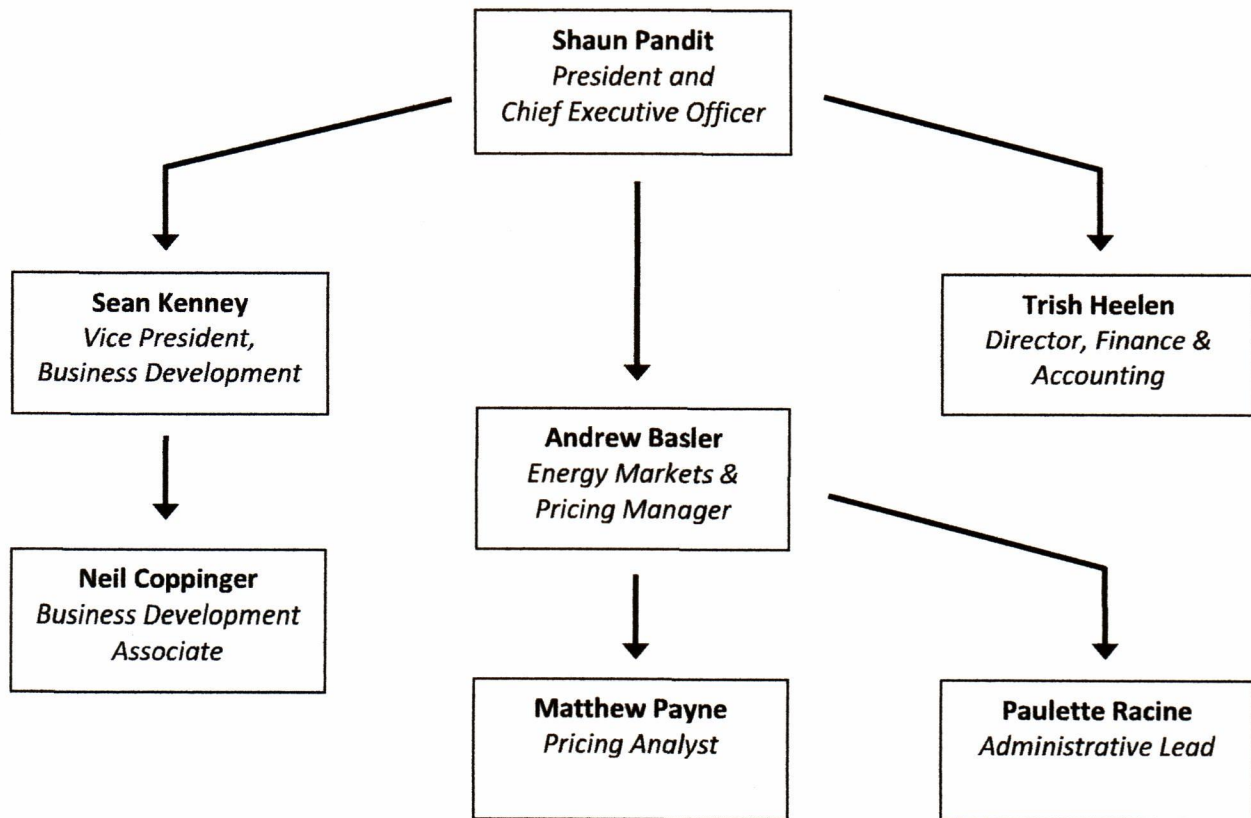 Shaun Pandit
President and
Chief Executive Officer
Sean Kenney
Vice President,
Business Development
Trish Heelen
Director, Finance &
Accounting
Andrew Basler
Energy Markets &
Pricing Manager
Neil Coppinger
Business Development
Associate
Matthew Payne
Pricing Analyst
Paulette Racine
Administrative Lead